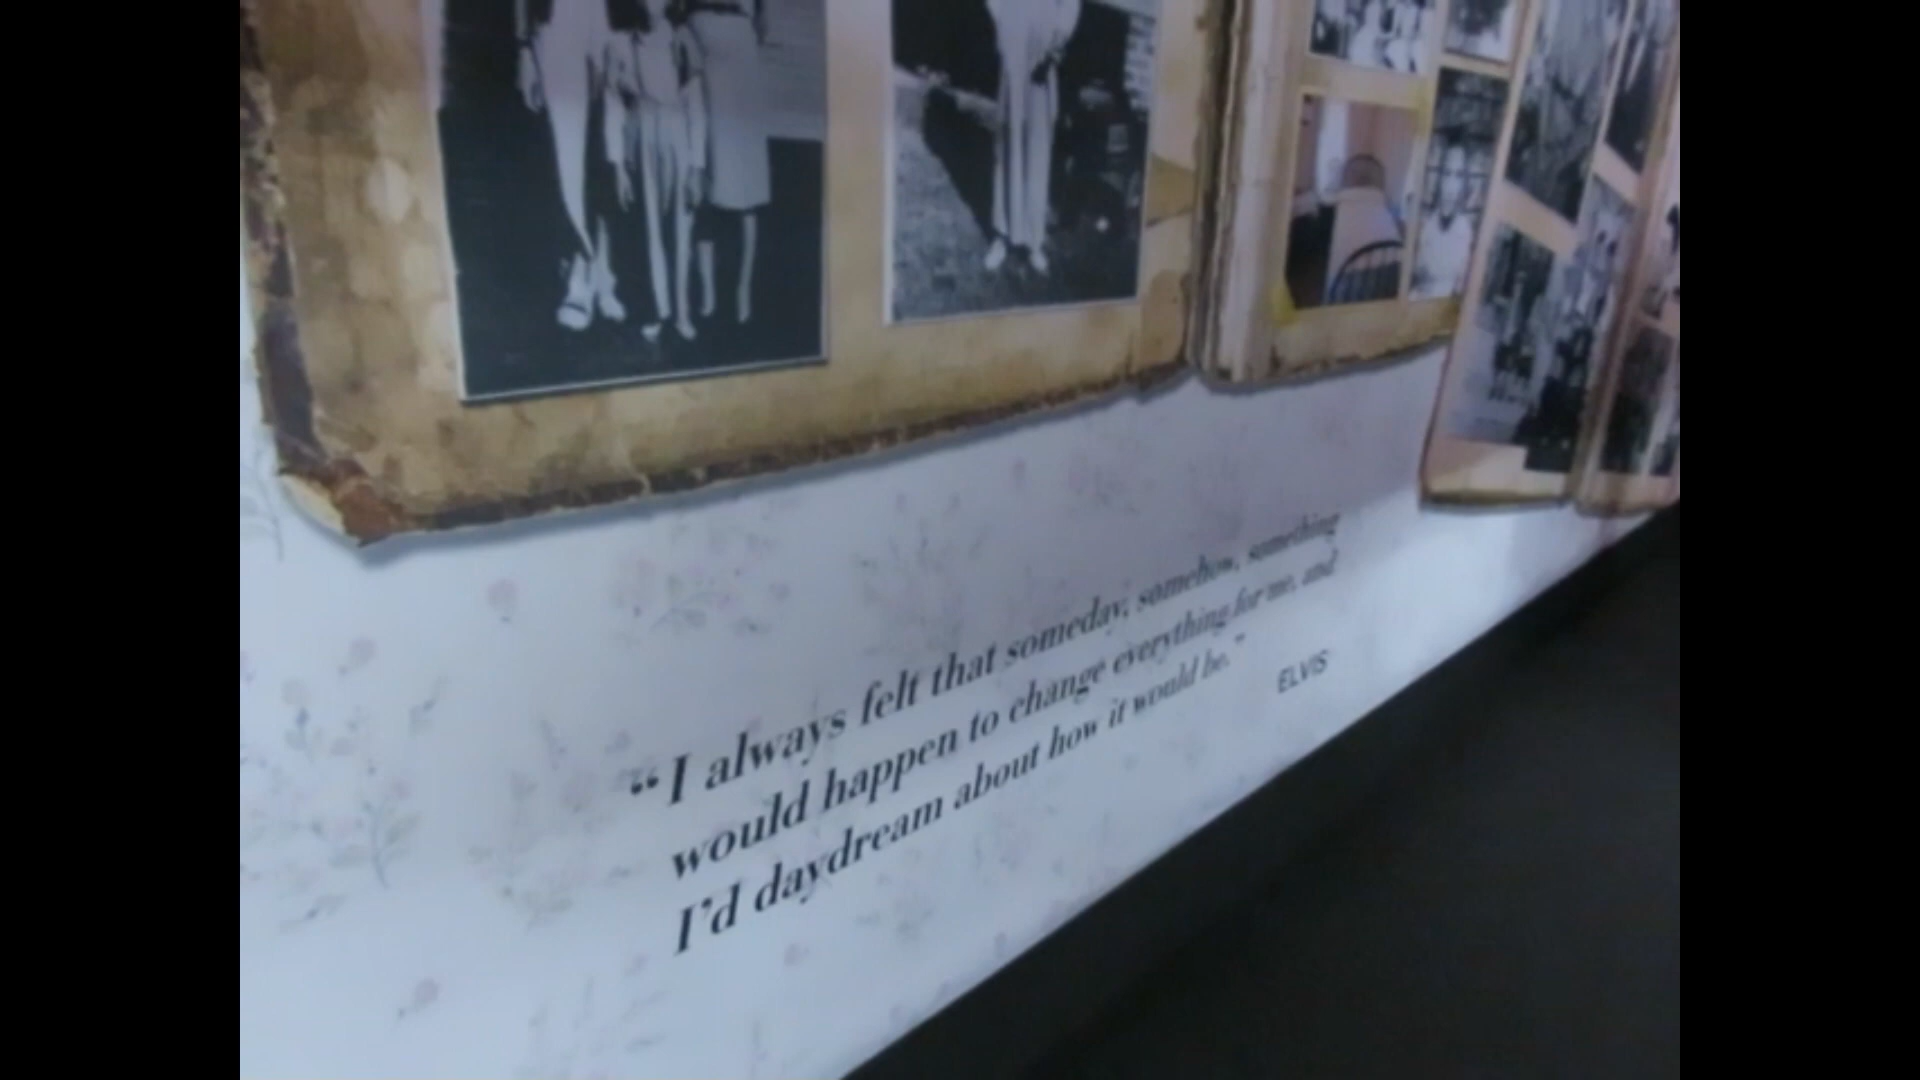 “I always felt that someday, somehow, something
would happen to change everything for me, and
I’d daydream about how it would be.”
ELVIS